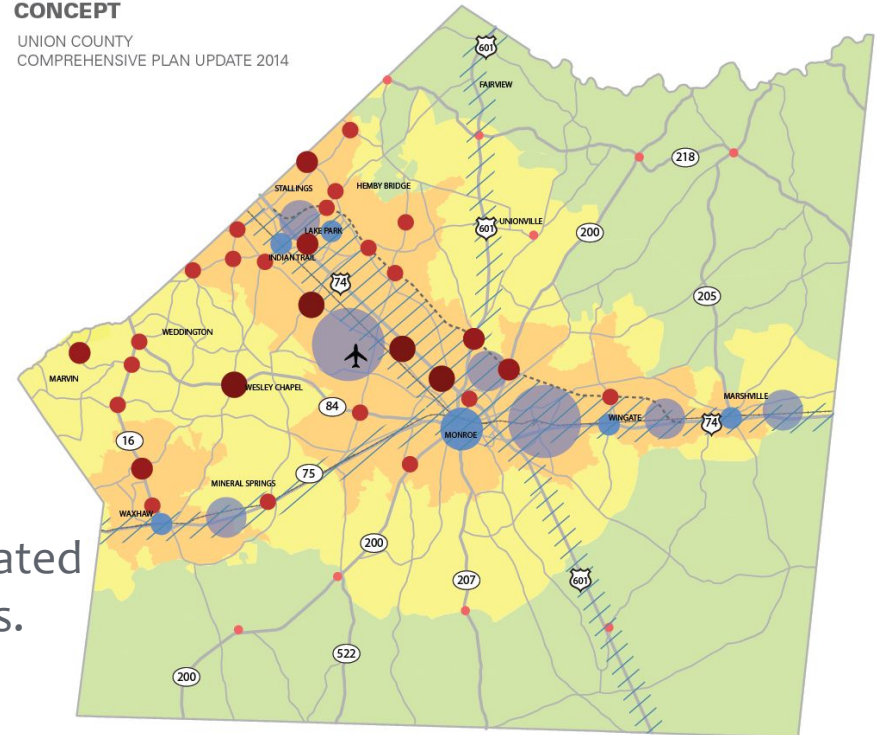 CONCEPT
UNION COUNTY
COMPREHENSIVE PLAN UPDATE 2014
601
FAIRVIEW
218
STALLINGS
HEMBY BRIDGE
LAKE PARK
601
UNIONVILLE
200
INDIAN TRAIL
74
205
WEDDINGTON
MARVIN
WESLEY CHAPEL
84
MARSHVILLE
WINGATE
74
MONROE
16
75
MINERAL SPRINGS
WAXHAW
200
ated
s.
207
601
522
200